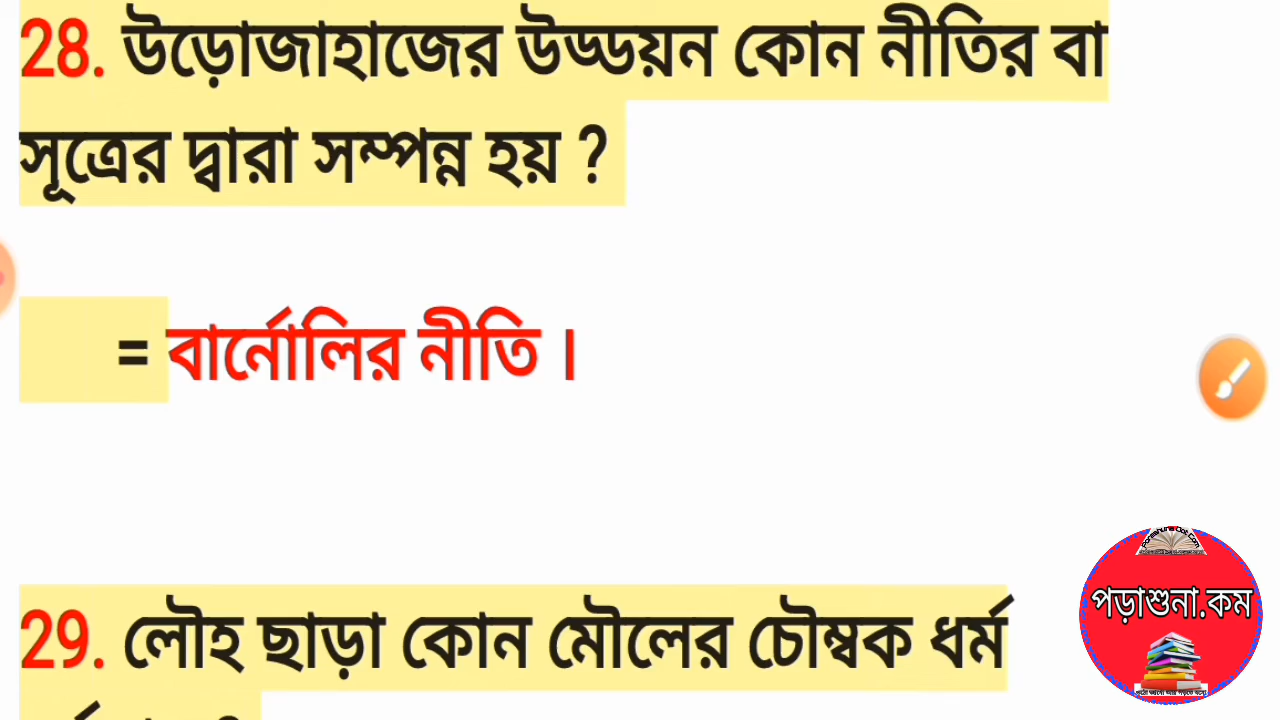 28. উড়োজাহাজের উড্ডয়ন কোন নীতির বা
সূত্রের দ্বারা সম্পন্ন হয় ?
= বার্নোলির নীতি ।
29. লৌহ ছাড়া কোন মৌলের চৌম্বক ধর্ম
পড়াশুনা.কম